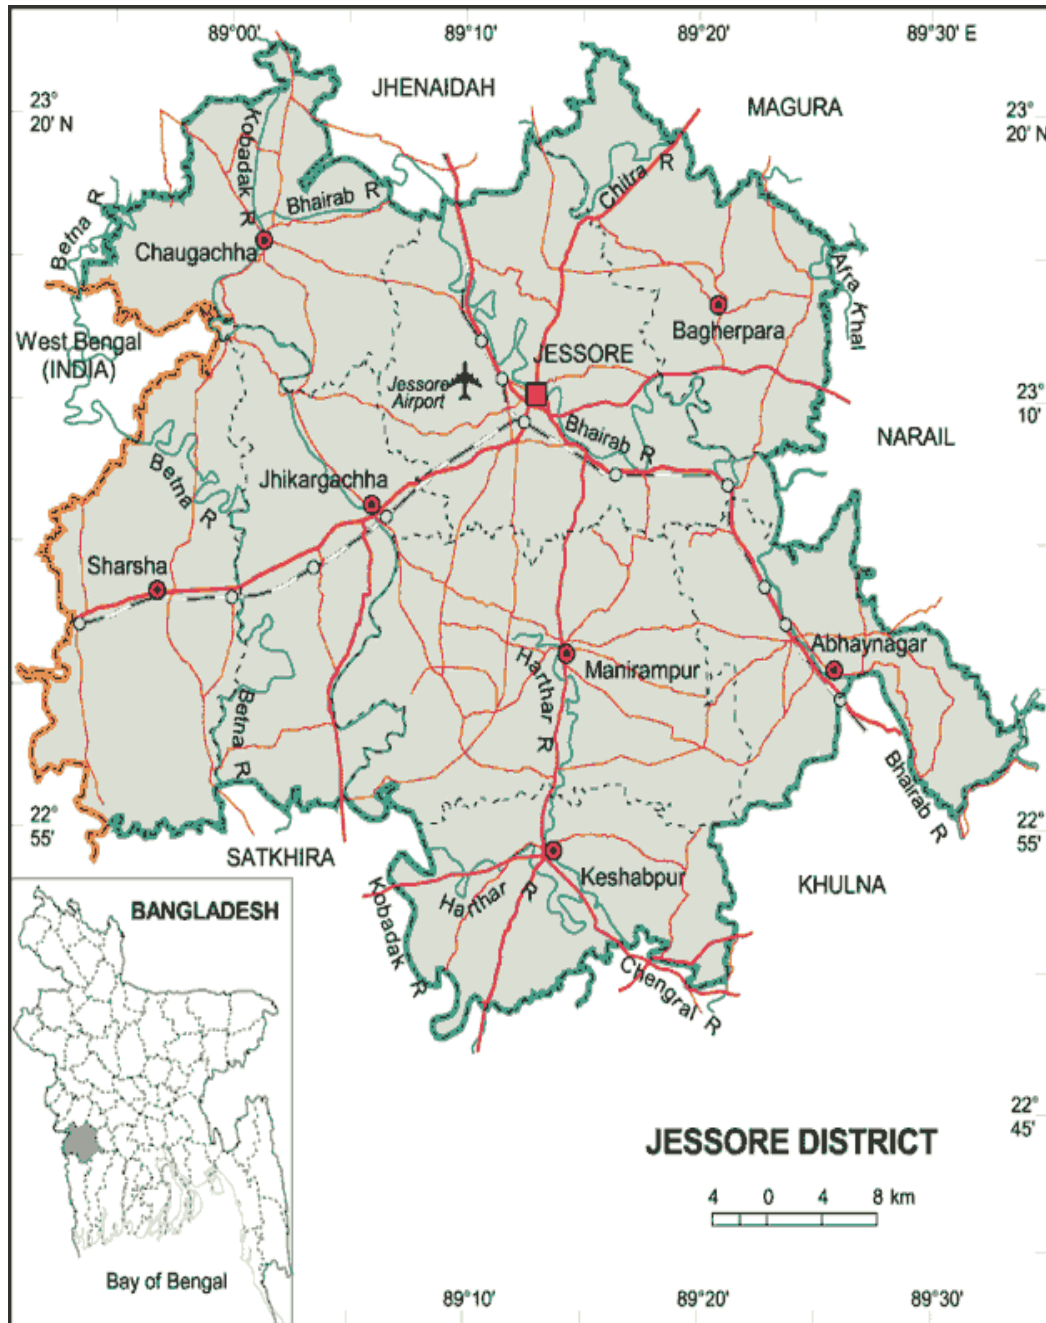 89°00'
89°10'
89°20'
89°30' E
JHENAIDAH
MAGURA
23°
20' N
23°
20' N
Kobadak R
Bhairab R
Chitra R
Betna R
Chaugachha
Afra Khal
Bagherpara
West Bengal
(INDIA)
JESSORE
Jessore
Airport
23°
10'
Bhairab R
NARAIL
Betna R
Jhikargachha
Sharsha
Abhaynagar
Harthar R
Manirampur
Betna R
Bhairab R
22°
55'
22°
55'
SATKHIRA
Keshabpur
KHULNA
Kobadak R
Harthar R
Chengral R
BANGLADESH
Bay of Bengal
22°
45'
JESSORE DISTRICT
4 0 4 8 km
89°10'
89°20'
89°30'